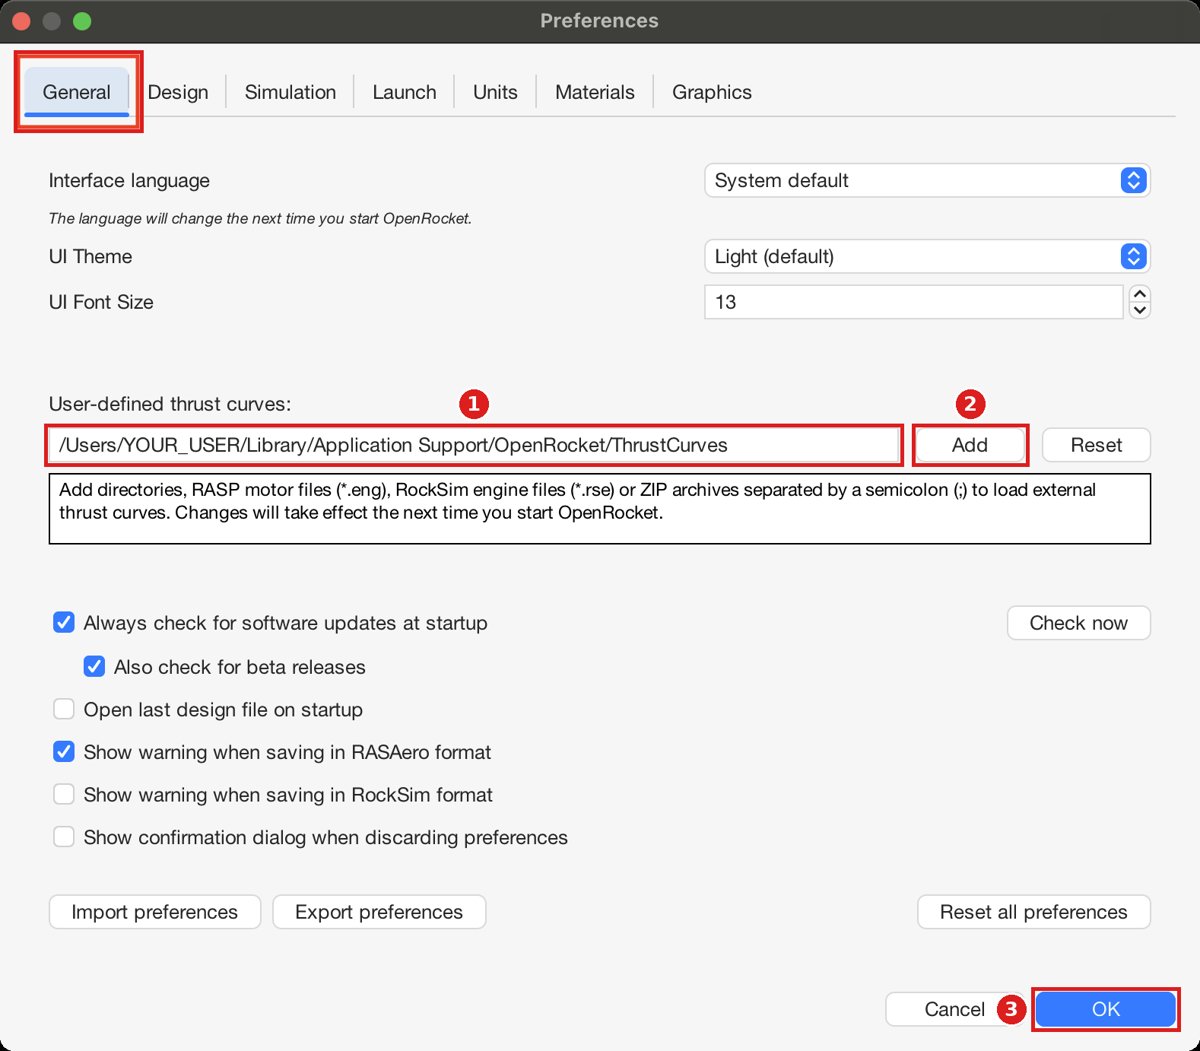 Preferences
General
Design
Simulation
Launch
Units
Materials
Graphics
Interface language
System default
The language will change the next time you start OpenRocket.
UI Theme
Light (default)
UI Font Size
13
User-defined thrust curves:
1
2
/Users/YOUR_USER/Library/Application Support/OpenRocket/ThrustCurves
Add
Reset
Add directories, RASP motor files (*.eng), RockSim engine files (*.rse) or ZIP archives separated by a semicolon (;) to load external
thrust curves. Changes will take effect the next time you start OpenRocket.
Always check for software updates at startup
Check now
Also check for beta releases
Open last design file on startup
Show warning when saving in RASAero format
Show warning when saving in RockSim format
Show confirmation dialog when discarding preferences
Import preferences
Export preferences
Reset all preferences
Cancel
3
OK